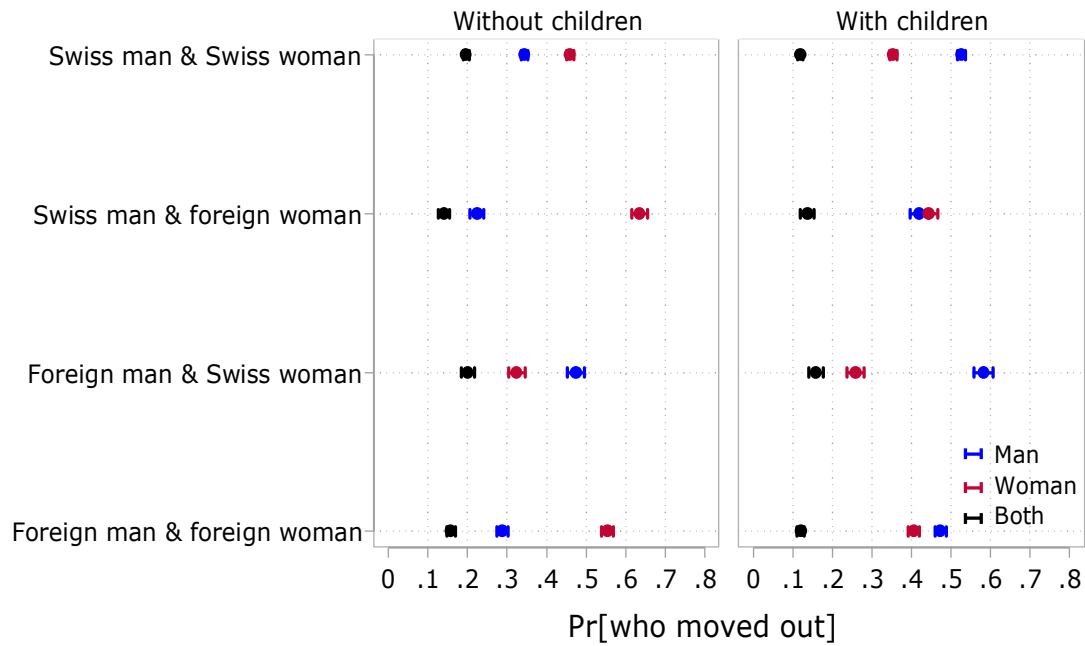 Without children
With children
Swiss man & Swiss woman
Swiss man & foreign woman
Foreign man & Swiss woman
Foreign man & foreign woman
Man
Woman
Both
0 .1 .2 .3 .4 .5 .6 .7 .8
0 .1 .2 .3 .4 .5 .6 .7 .8
Pr[who moved out]